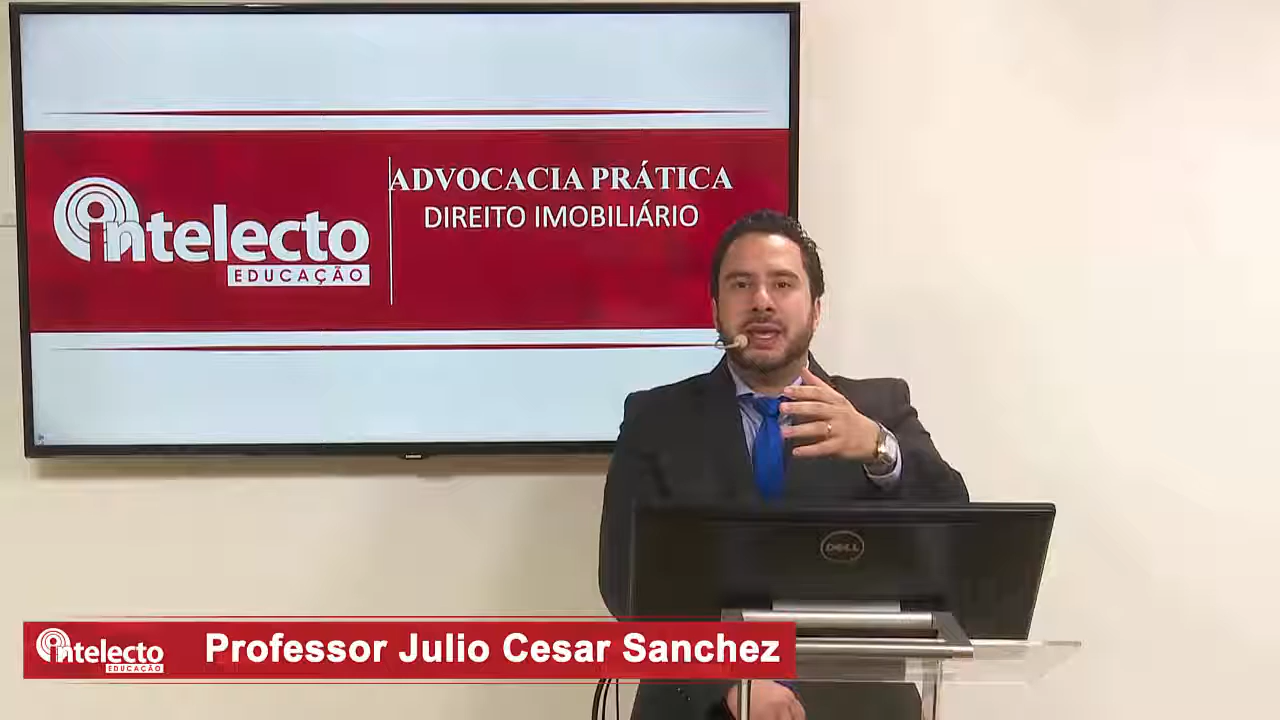 intelecto
EDUCAÇÃO
ADVOCACIA PRÁTICA
DIREITO IMOBILIÁRIO
DELL
intelecto
EDUCAÇÃO
Professor Julio Cesar Sanchez